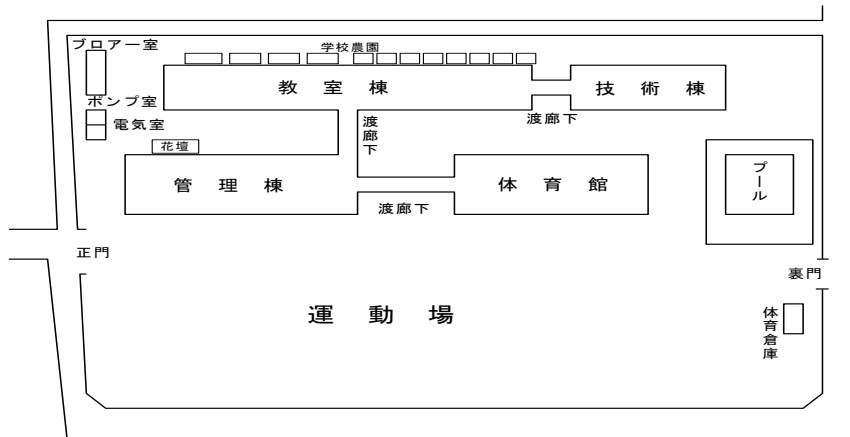 ブロアー室
学校農園
教室棟
技術棟
ポンプ室
電気室
渡廊下
渡廊下
花壇
管理棟
体育館
プール
渡廊下
正門
裏門
運動場
体育倉庫